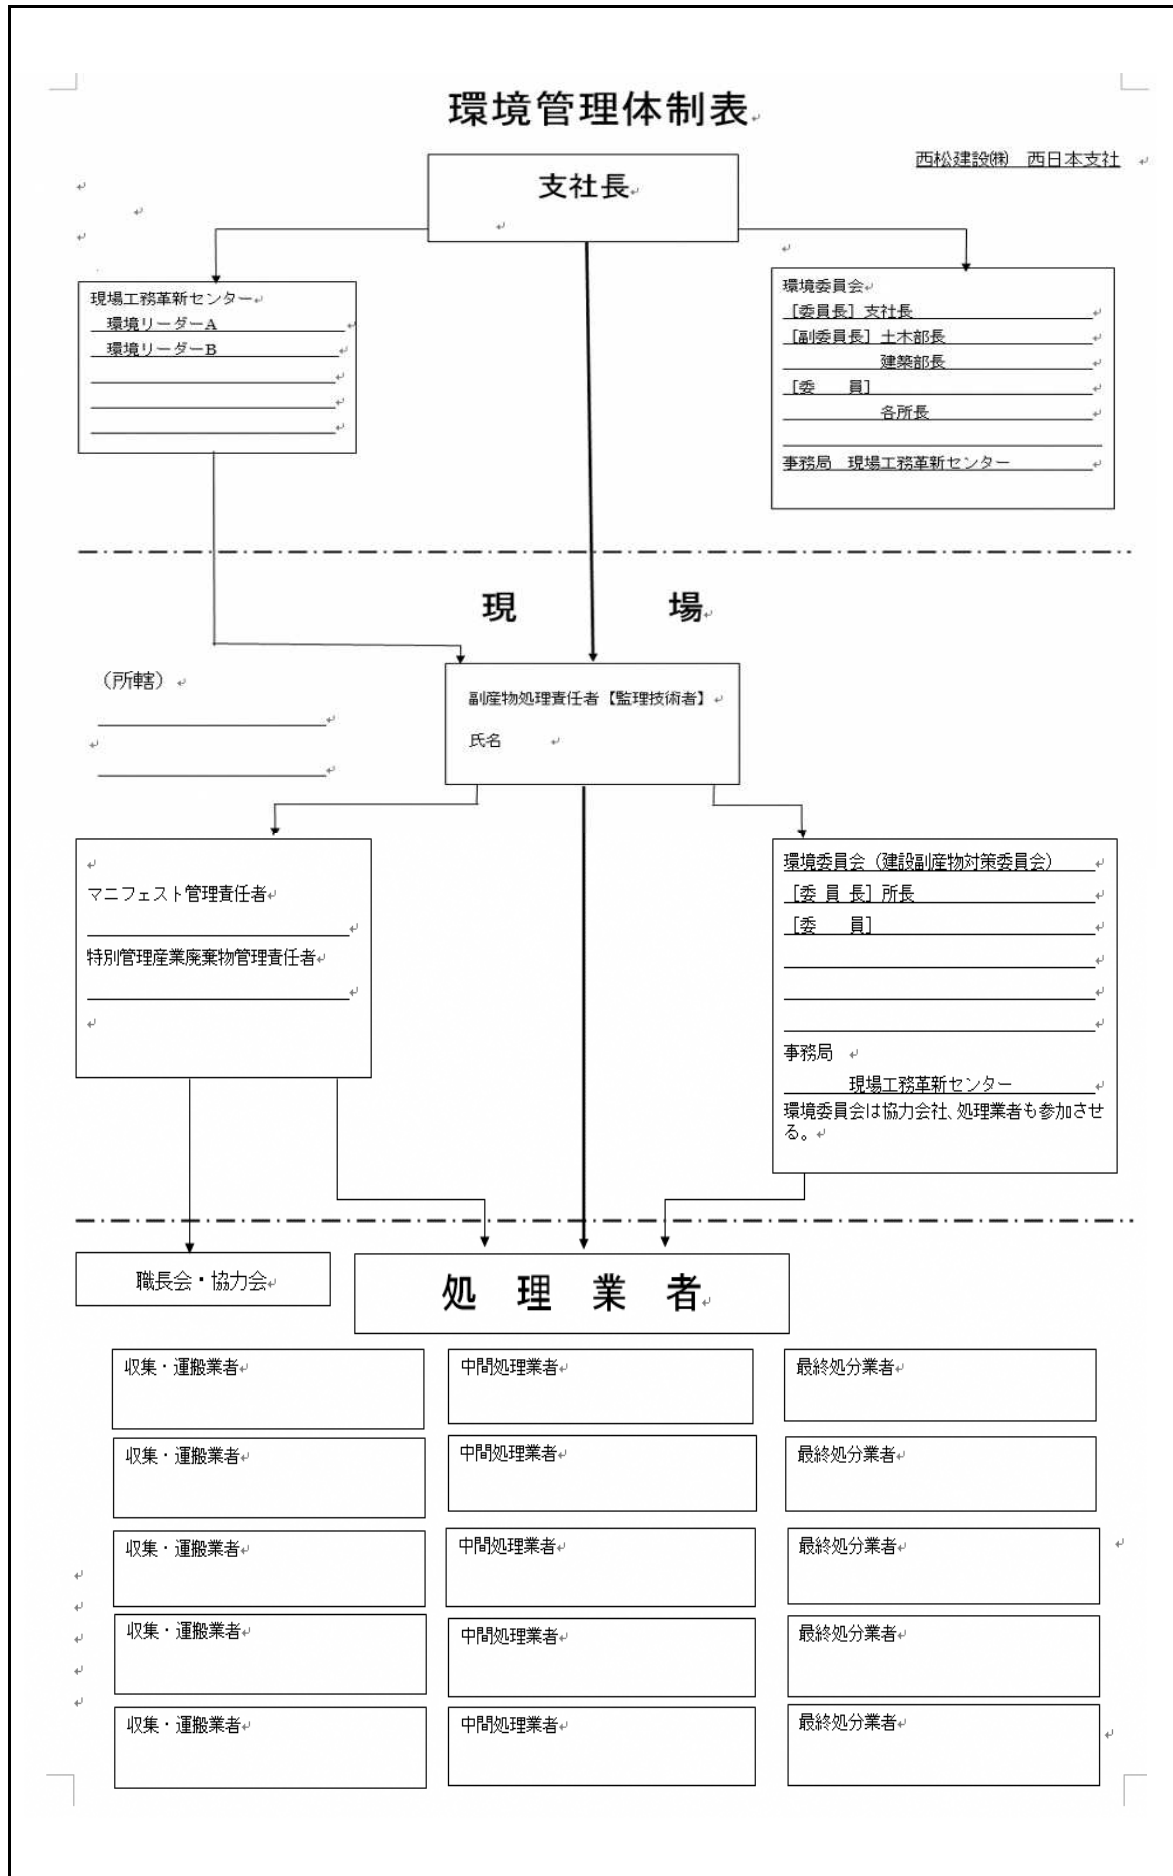 環境管理体制表
西松建設㈱　西日本支社
支社長
現場工務革新センター
環境リーダーA
環境リーダーB
環境委員会
［委員長］支社長
［副委員長］土木部長
建築部長
［委　　員］
各所長
事務局　現場工務革新センター
現　　　　場
（所轄）
副産物処理責任者【監理技術者】
氏名
マニフェスト管理責任者
特別管理産業廃棄物管理責任者
環境委員会（建設副産物対策委員会）
［委 員 長］所長
［委　　員］
事務局
現場工務革新センター
環境委員会は協力会社、処理業者も参加させ
る。
職長会・協力会
処　理　業　者
収集・運搬業者
中間処理業者
最終処分業者
収集・運搬業者
中間処理業者
最終処分業者
収集・運搬業者
中間処理業者
最終処分業者
収集・運搬業者
中間処理業者
最終処分業者
収集・運搬業者
中間処理業者
最終処分業者